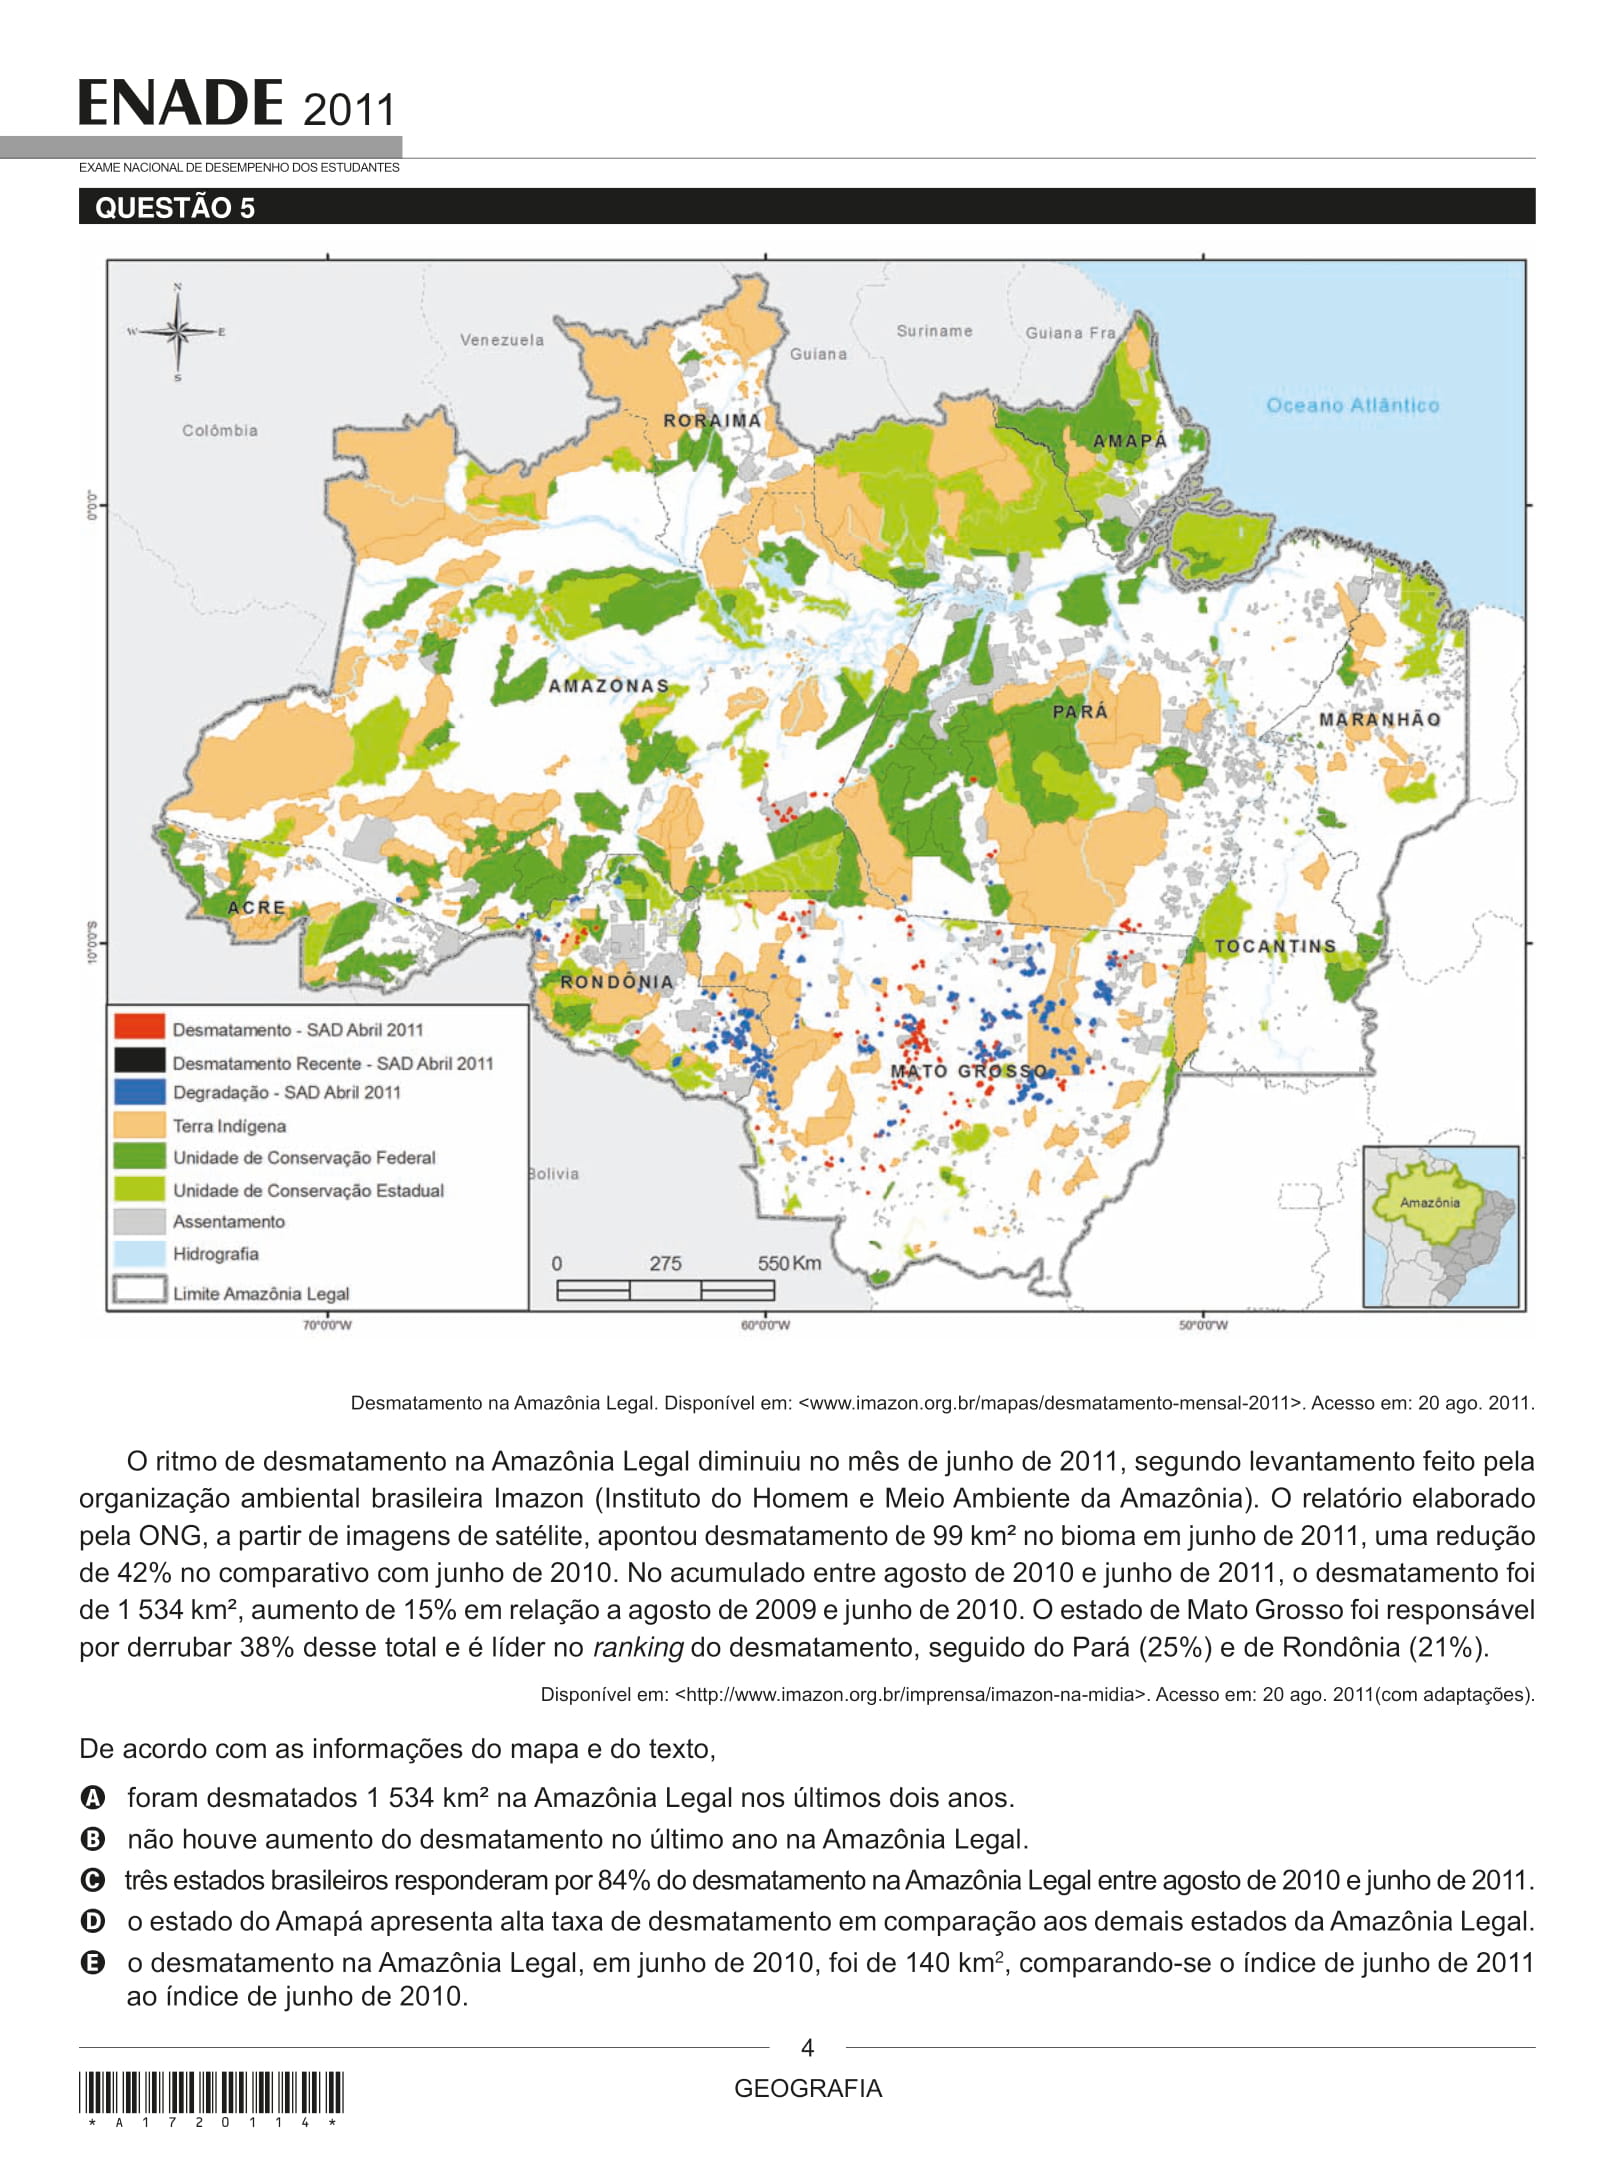 ENADE 2011
EXAME NACIONAL DE DESEMPENHO DOS ESTUDANTES
QUESTÃO 5
N
W E
S
Venezuela
Colômbia
Guiana
Suriname
Guiana Fra
Oceano Atlântico
RORAIMA
AMAPÁ
AMAZONAS
PARÁ
MARANHÃO
ACRE
RONDÔNIA
TOCANTINS
MATO GROSSO
Bolivia
0°0'0"
10°0'0"S
Desmatamento - SAD Abril 2011
Desmatamento Recente - SAD Abril 2011
Degradação - SAD Abril 2011
Terra Indígena
Unidade de Conservação Federal
Unidade de Conservação Estadual
Assentamento
Hidrografia
Limite Amazônia Legal
0 275 550 Km
Amazônia
70°0'0"W 60°0'0"W 50°0'0"W
Desmatamento na Amazônia Legal. Disponível em: <www.imazon.org.br/mapas/desmatamento-mensal-2011>. Acesso em: 20 ago. 2011.
O ritmo de desmatamento na Amazônia Legal diminuiu no mês de junho de 2011, segundo levantamento feito pela
organização ambiental brasileira Imazon (Instituto do Homem e Meio Ambiente da Amazônia). O relatório elaborado
pela ONG, a partir de imagens de satélite, apontou desmatamento de 99 km² no bioma em junho de 2011, uma redução
de 42% no comparativo com junho de 2010. No acumulado entre agosto de 2010 e junho de 2011, o desmatamento foi
de 1 534 km², aumento de 15% em relação a agosto de 2009 e junho de 2010. O estado de Mato Grosso foi responsável
por derrubar 38% desse total e é líder no ranking do desmatamento, seguido do Pará (25%) e de Rondônia (21%).
Disponível em: <http://www.imazon.org.br/imprensa/imazon-na-midia>. Acesso em: 20 ago. 2011(com adaptações).
De acordo com as informações do mapa e do texto,
A foram desmatados 1 534 km² na Amazônia Legal nos últimos dois anos.
B não houve aumento do desmatamento no último ano na Amazônia Legal.
C três estados brasileiros responderam por 84% do desmatamento na Amazônia Legal entre agosto de 2010 e junho de 2011.
D o estado do Amapá apresenta alta taxa de desmatamento em comparação aos demais estados da Amazônia Legal.
E o desmatamento na Amazônia Legal, em junho de 2010, foi de 140 km², comparando-se o índice de junho de 2011
ao índice de junho de 2010.
4
GEOGRAFIA
* A 1 7 2 0 1 1 4 *